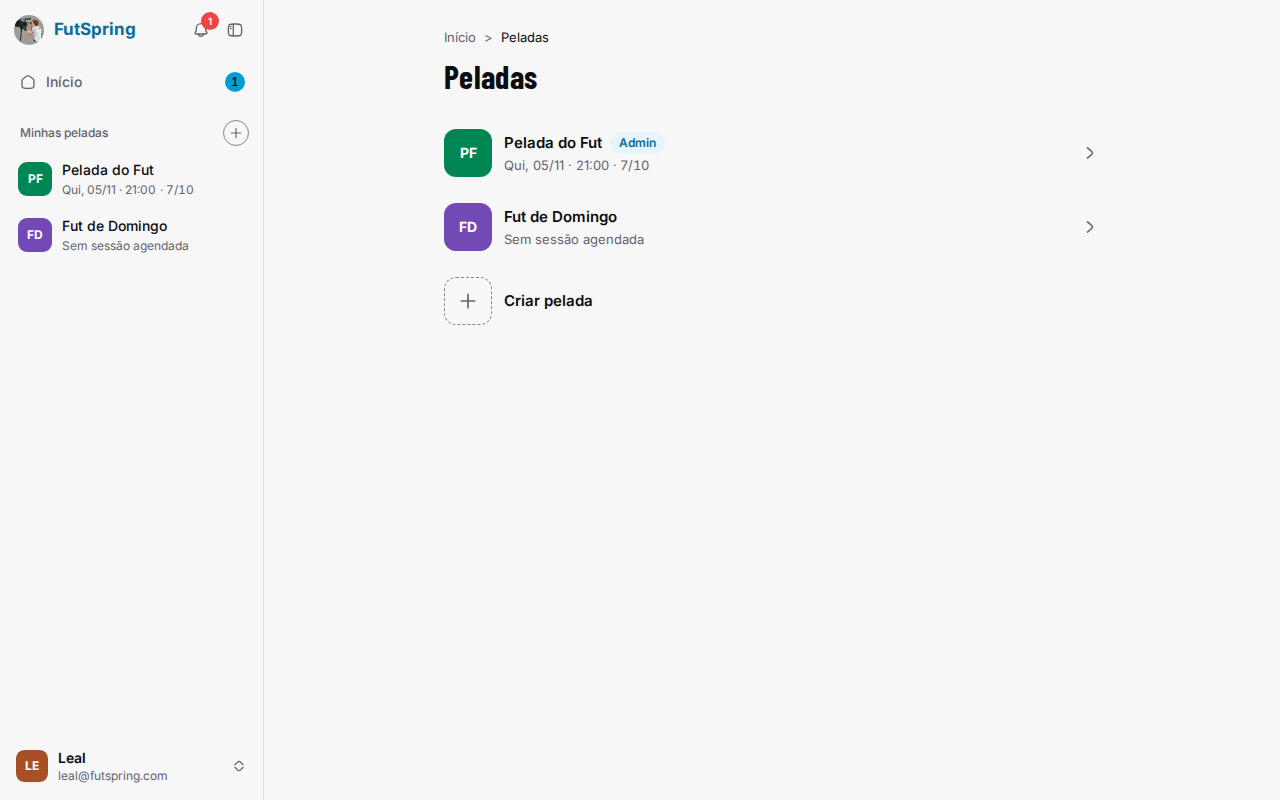 FutSpring
1
Início
1
Minhas peladas
PF
Pelada do Fut
Qui, 05/11 · 21:00 · 7/10
FD
Fut de Domingo
Sem sessão agendada
LE
Leal
leal@futspring.com
Início > Peladas
Peladas
PF
Pelada do Fut Admin
Qui, 05/11 · 21:00 · 7/10
FD
Fut de Domingo
Sem sessão agendada
Criar pelada